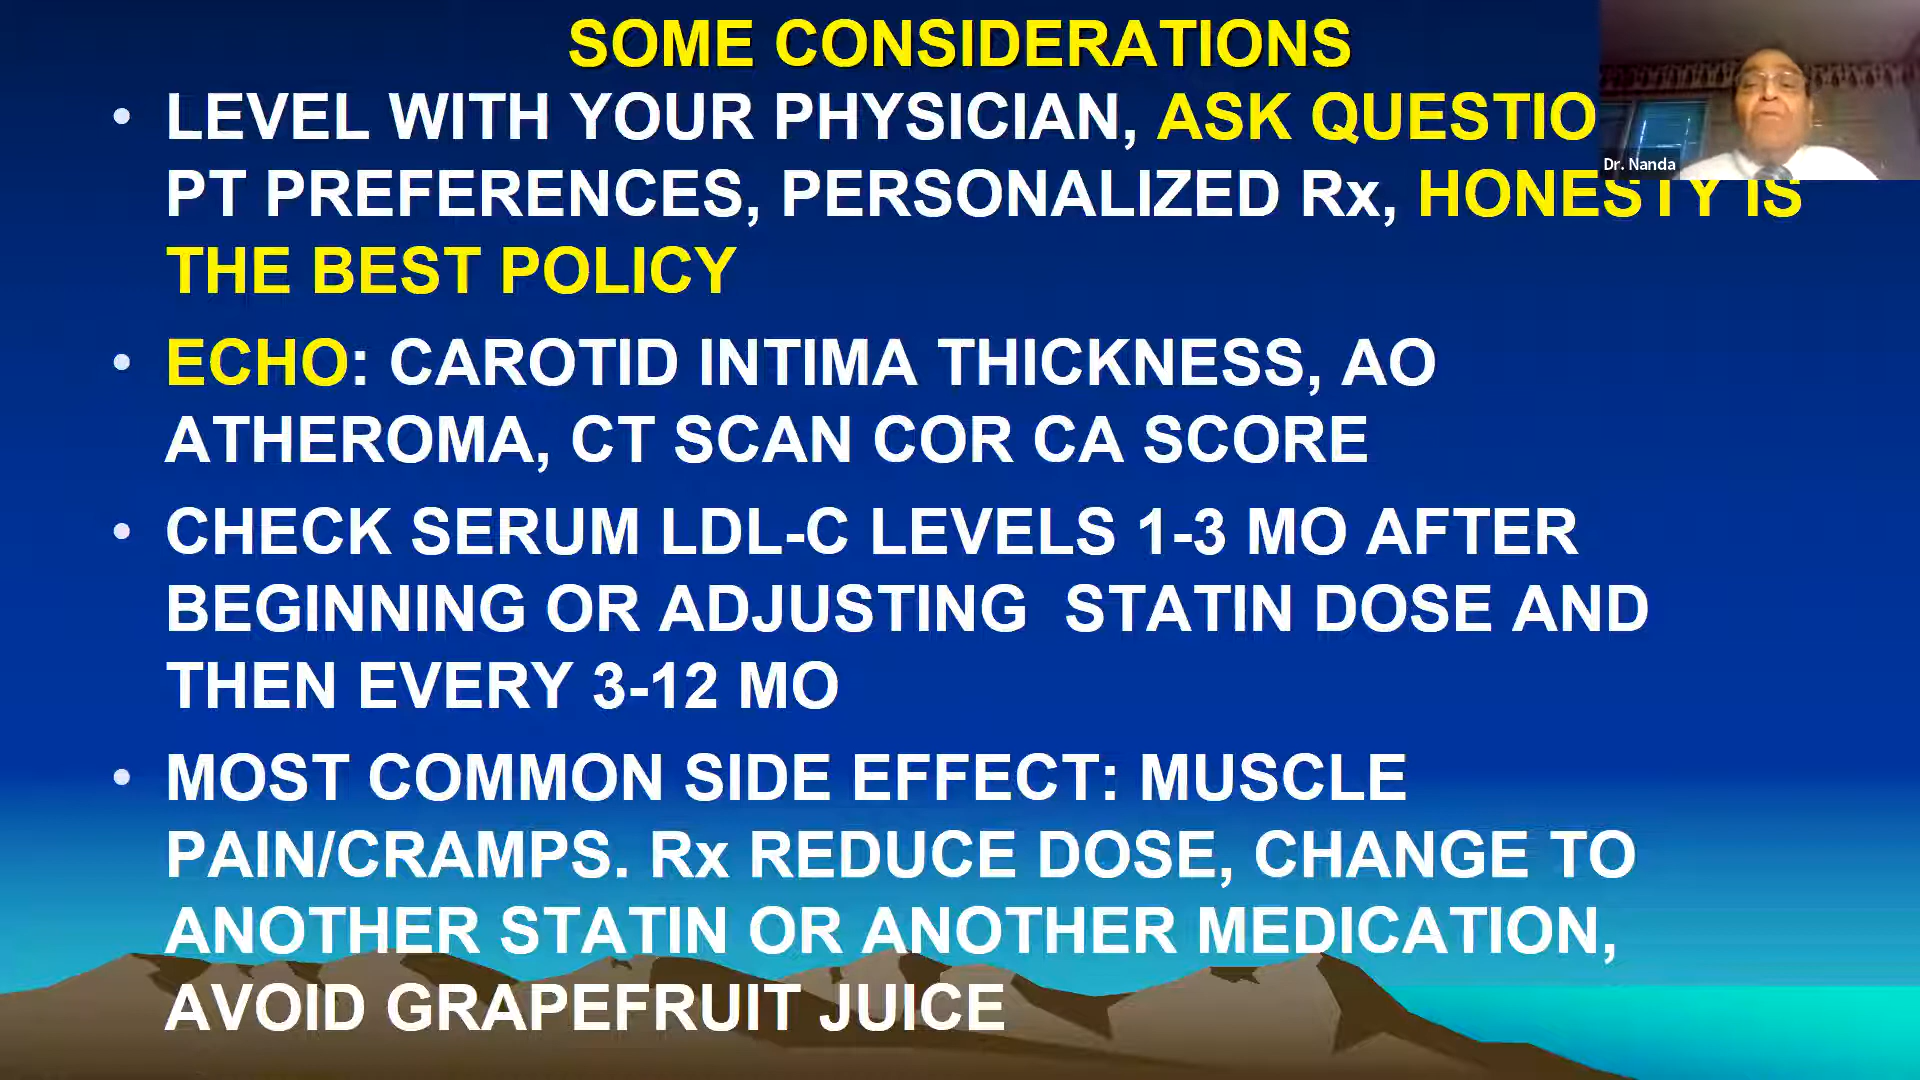 SOME CONSIDERATIONS
• LEVEL WITH YOUR PHYSICIAN, ASK QUESTIO
PT PREFERENCES, PERSONALIZED Rx, HONESTY IS
THE BEST POLICY
• ECHO: CAROTID INTIMA THICKNESS, AO
ATHEROMA, CT SCAN COR CA SCORE
• CHECK SERUM LDL-C LEVELS 1-3 MO AFTER
BEGINNING OR ADJUSTING STATIN DOSE AND
THEN EVERY 3-12 MO
• MOST COMMON SIDE EFFECT: MUSCLE
PAIN/CRAMPS. Rx REDUCE DOSE, CHANGE TO
ANOTHER STATIN OR ANOTHER MEDICATION,
AVOID GRAPEFRUIT JUICE
Dr. Nanda